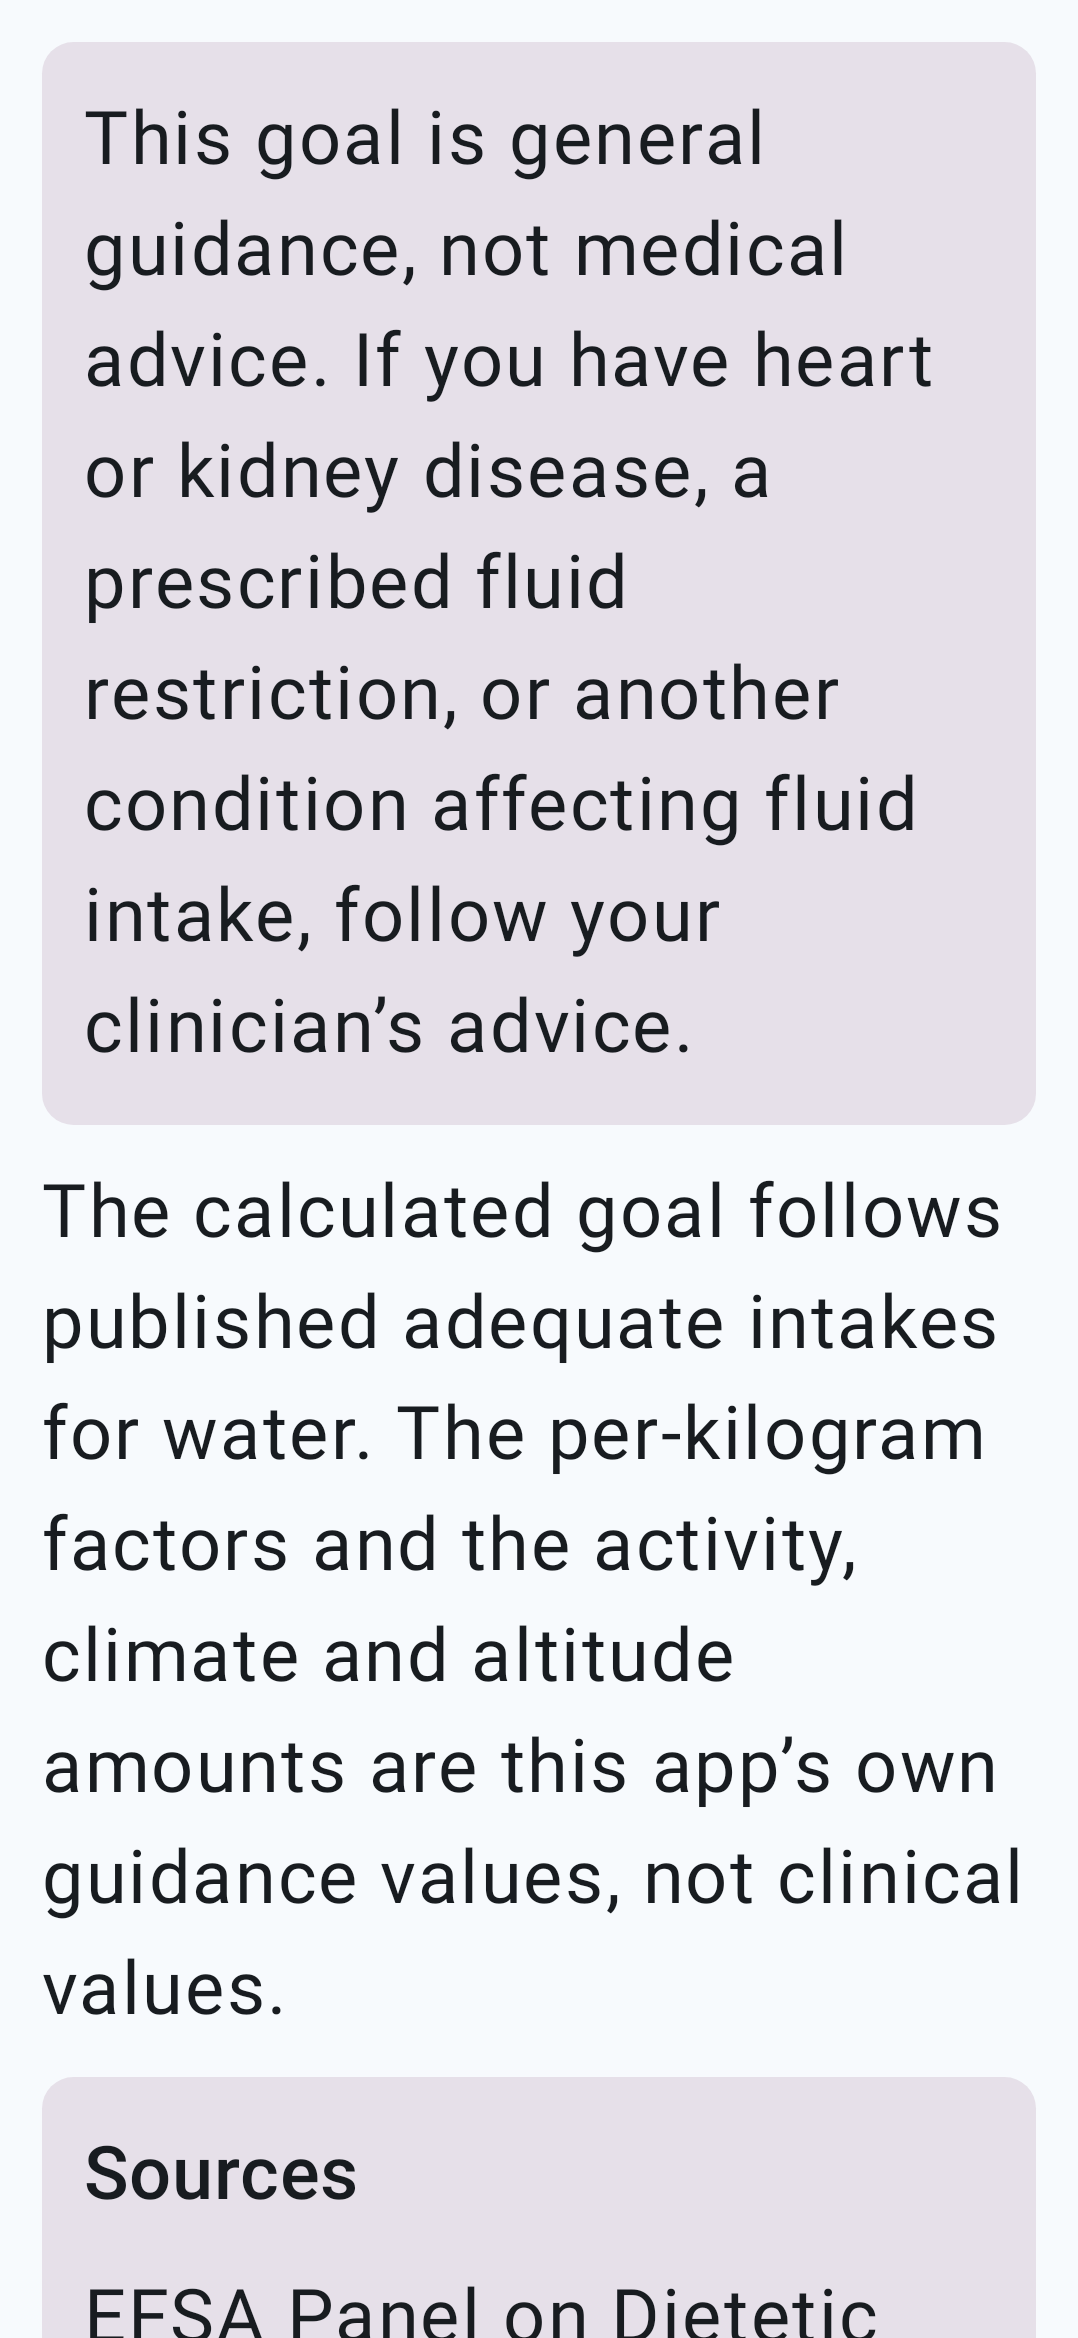 This goal is general
guidance, not medical
advice. If you have heart
or kidney disease, a
prescribed fluid
restriction, or another
condition affecting fluid
intake, follow your
clinician’s advice.
The calculated goal follows
published adequate intakes
for water. The per-kilogram
factors and the activity,
climate and altitude
amounts are this app’s own
guidance values, not clinical
values.
Sources
EFSA Panel on Dietetic